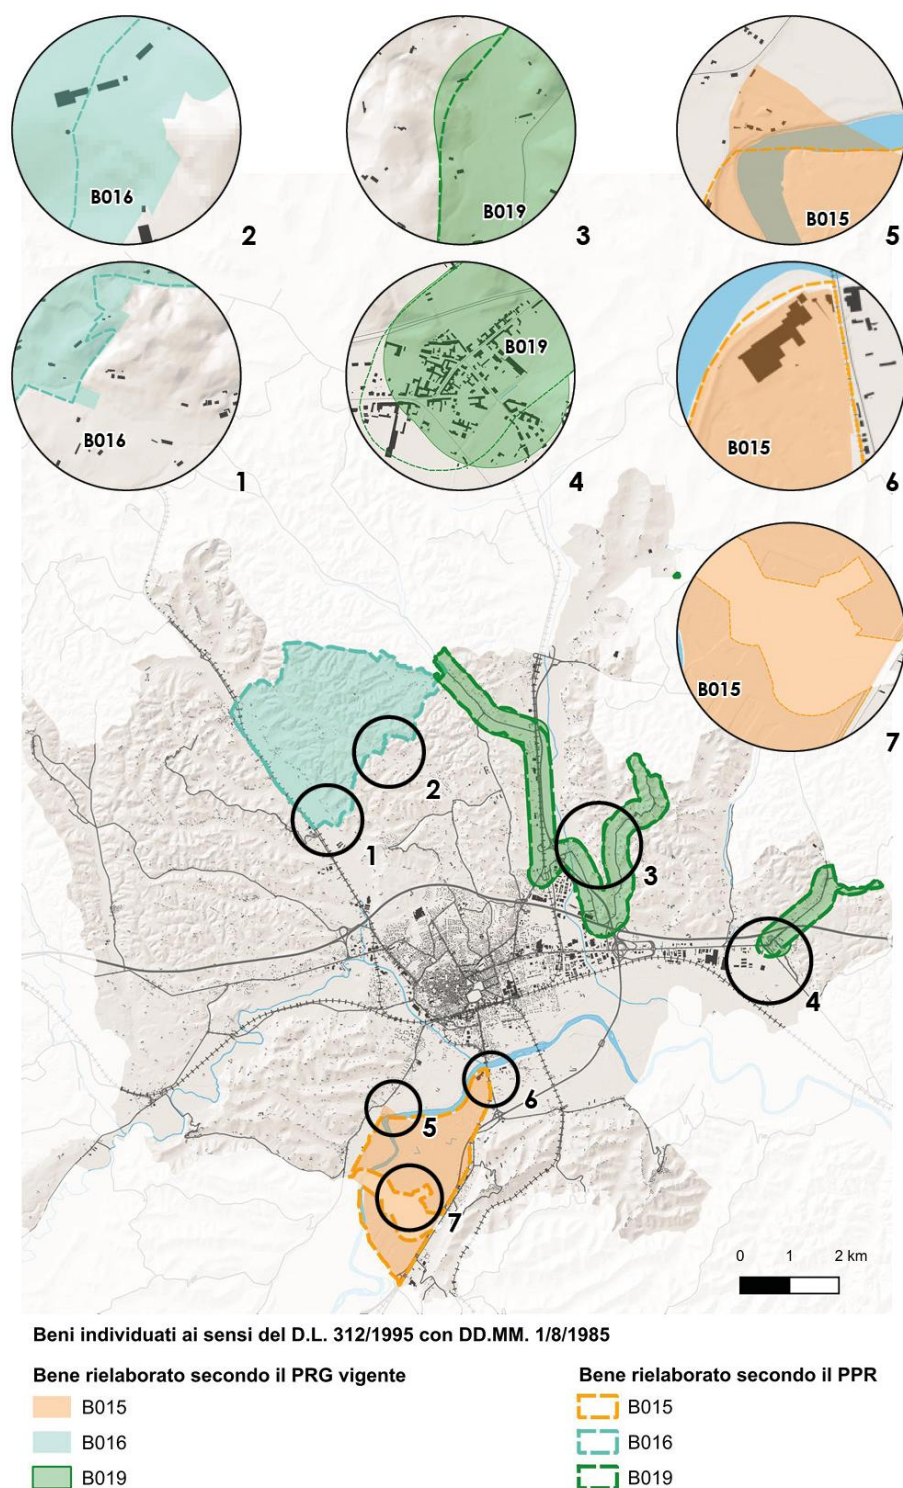 B016
2
B019
3
B015
5
B016
1
B019
4
B015
6
B015
7
2
1
3
4
5
6
7
0 1 2 km
Beni individuati ai sensi del D.L. 312/1995 con DD.MM. 1/8/1985
Bene rielaborato secondo il PRG vigente
B015
B016
B019
Bene rielaborato secondo il PPR
B015
B016
B019